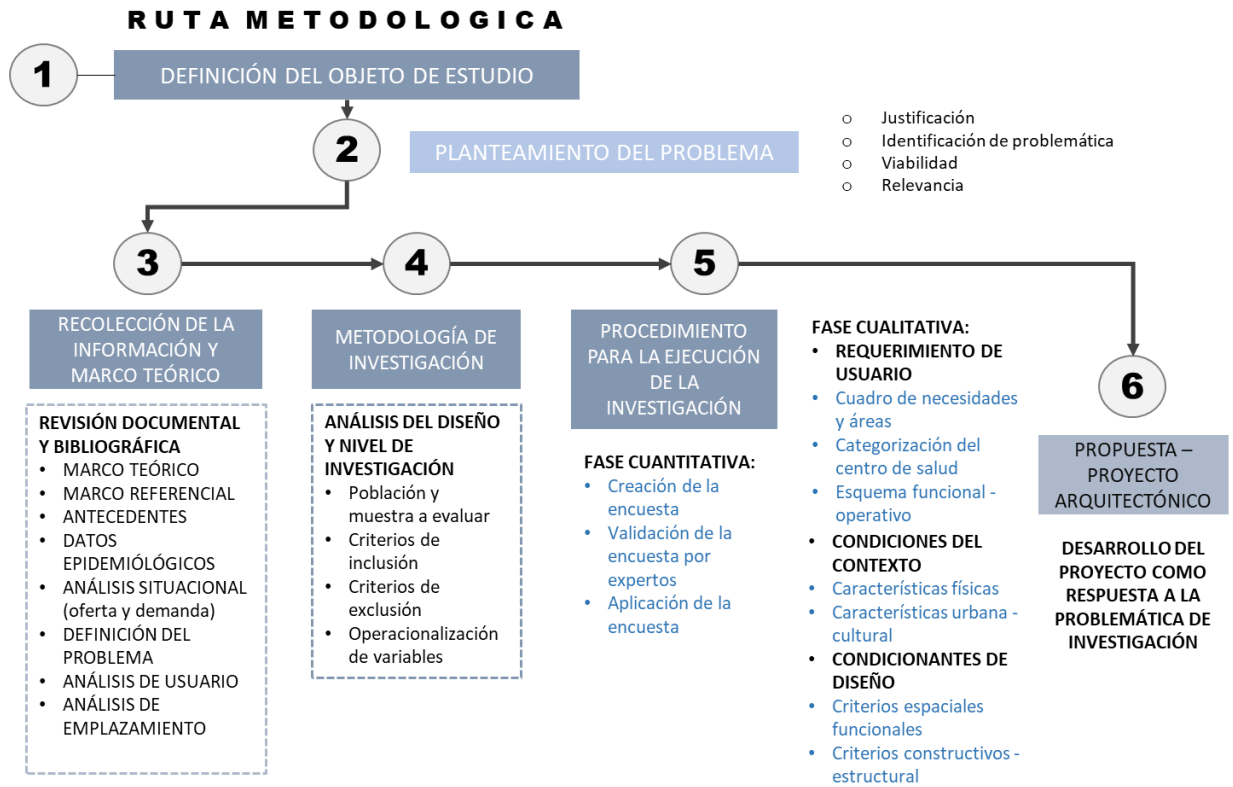 RUTA METODOLOGICA
1
DEFINICIÓN DEL OBJETO DE ESTUDIO
2
PLANTEAMIENTO DEL PROBLEMA
o Justificación
o Identificación de problemática
o Viabilidad
o Relevancia
3
4
5
6
RECOLECCIÓN DE LA
INFORMACIÓN Y
MARCO TEÓRICO
REVISIÓN DOCUMENTAL
Y BIBLIOGRÁFICA
• MARCO TEÓRICO
• MARCO REFERENCIAL
• ANTECEDENTES
• DATOS
EPIDEMIÓLÓGICOS
• ANÁLISIS SITUACIONAL
(oferta y demanda)
• DEFINICIÓN DEL
PROBLEMA
• ANÁLISIS DE USUARIO
• ANÁLISIS DE
EMPLAZAMIENTO
METODOLOGÍA DE
INVESTIGACIÓN
ANÁLISIS DEL DISEÑO
Y NIVEL DE
INVESTIGACIÓN
• Población y
muestra a evaluar
• Criterios de
inclusión
• Criterios de
exclusión
• Operacionalización
de variables
PROCEDIMIENTO
PARA LA EJECUCIÓN
DE LA
INVESTIGACIÓN
FASE CUANTITATIVA:
• Creación de la
encuesta
• Validación de la
encuesta por
expertos
• Aplicación de la
encuesta
FASE CUALITATIVA:
• REQUERIMIENTO DE
USUARIO
• Cuadro de necesidades
y áreas
• Categorización del
centro de salud
• Esquema funcional -
operativo
• CONDICIONES DEL
CONTEXTO
• Características físicas
• Características urbana -
cultural
• CONDICIONANTES DE
DISEÑO
• Criterios espaciales
funcionales
• Criterios constructivos -
estructural
PROPUESTA –
PROYECTO
ARQUITECTÓNICO
DESARROLLO DEL
PROYECTO COMO
RESPUESTA A LA
PROBLEMÁTICA DE
INVESTIGACIÓN